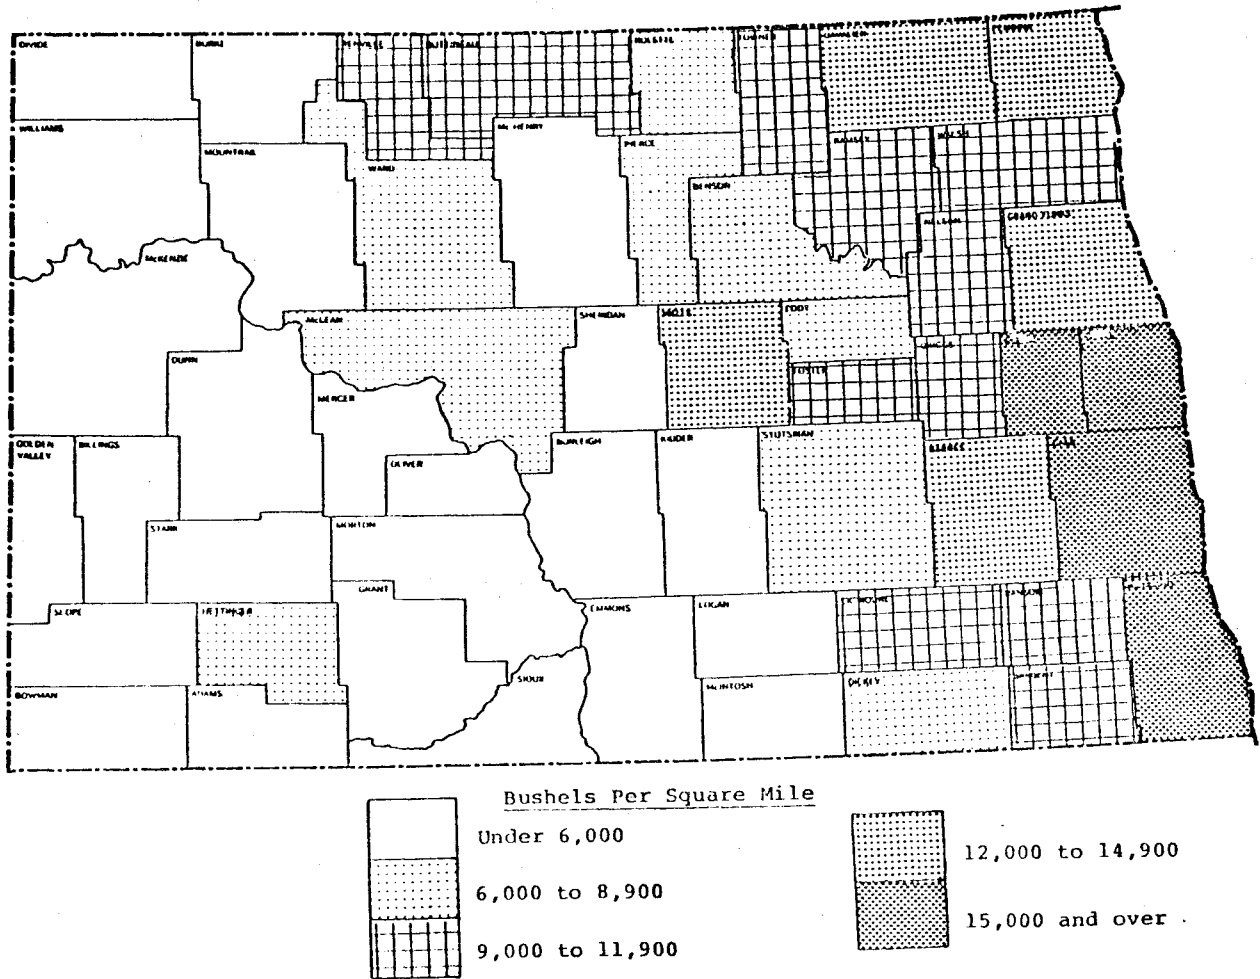 DIVIDE
BURKE
RENVILLE
BOTTINEAU
ROLETTE
TOWNER
CAVALIER
PEMBINA
WILLIAMS
MOUNTRAIL
WARD
McHENRY
PIERCE
BENSON
RAMSEY
WALSH
NELSON
GRAND FORKS
McKENZIE
McLEAN
SHERIDAN
WELLS
EDDY
DUNN
MERCER
FOSTER
GRIGGS
GOLDEN
VALLEY
BILLINGS
OLIVER
BURLEIGH
KIDDER
STUTSMAN
BARNES
CASS
STARK
MORTON
GRANT
SLOPE
HETTINGER
EMMONS
LOGAN
LA MOURE
RANSOM
BOWMAN
ADAMS
SIOUX
McINTOSH
DICKEY
SARGENT
Bushels Per Square Mile
Under 6,000
6,000 to 8,900
9,000 to 11,900
12,000 to 14,900
15,000 and over